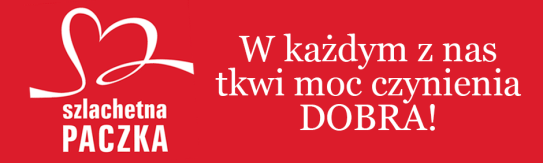 szlachetna
PACZKA
W każdym z nas
tkwi moc czynienia
DOBRA!